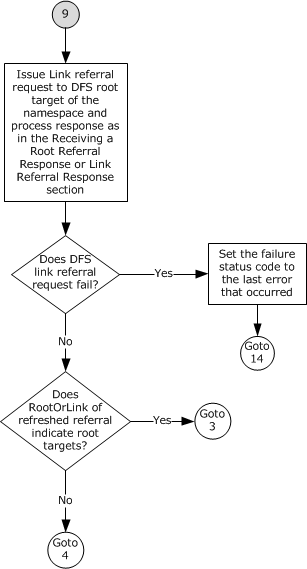 9
Issue Link referral
request to DFS root
target of the
namespace and
process response as
in the Receiving a
Root Referral
Response or Link
Referral Response
section
Does DFS
link referral
request fail?
Yes
Set the failure
status code to
the last error
that occurred
Goto
14
No
Does
RootOrLink of
refreshed referral
indicate root
targets?
Yes
Goto
3
No
Goto
4